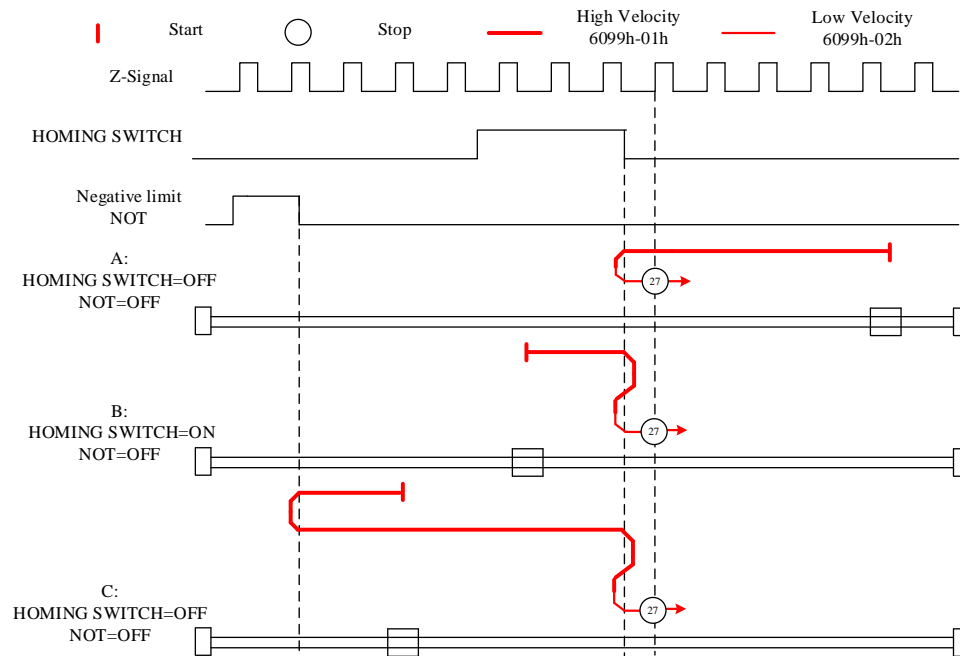 Start
Stop
High Velocity
6099h-01h
Low Velocity
6099h-02h
Z-Signal
HOMING SWITCH
Negative limit
NOT
A:
HOMING SWITCH=OFF
NOT=OFF
27
B:
HOMING SWITCH=ON
NOT=OFF
27
C:
HOMING SWITCH=OFF
NOT=OFF
27